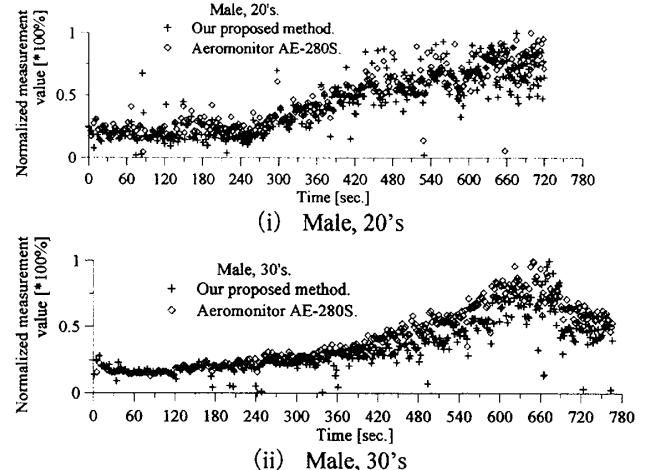 Male, 20's.
+ Our proposed method.
◇ Aeromonitor AE-280S.
Normalized measurement
value [*100%]
1
0.5
0
0 60 120 180 240 300 360 420 480 540 600 660 720 780
Time [sec.]
(i) Male, 20's
Male, 30's.
+ Our proposed method.
◇ Aeromonitor AE-280S.
Normalized measurement
value [*100%]
1
0.5
0
0 60 120 180 240 300 360 420 480 540 600 660 720 780
Time [sec.]
(ii) Male, 30's